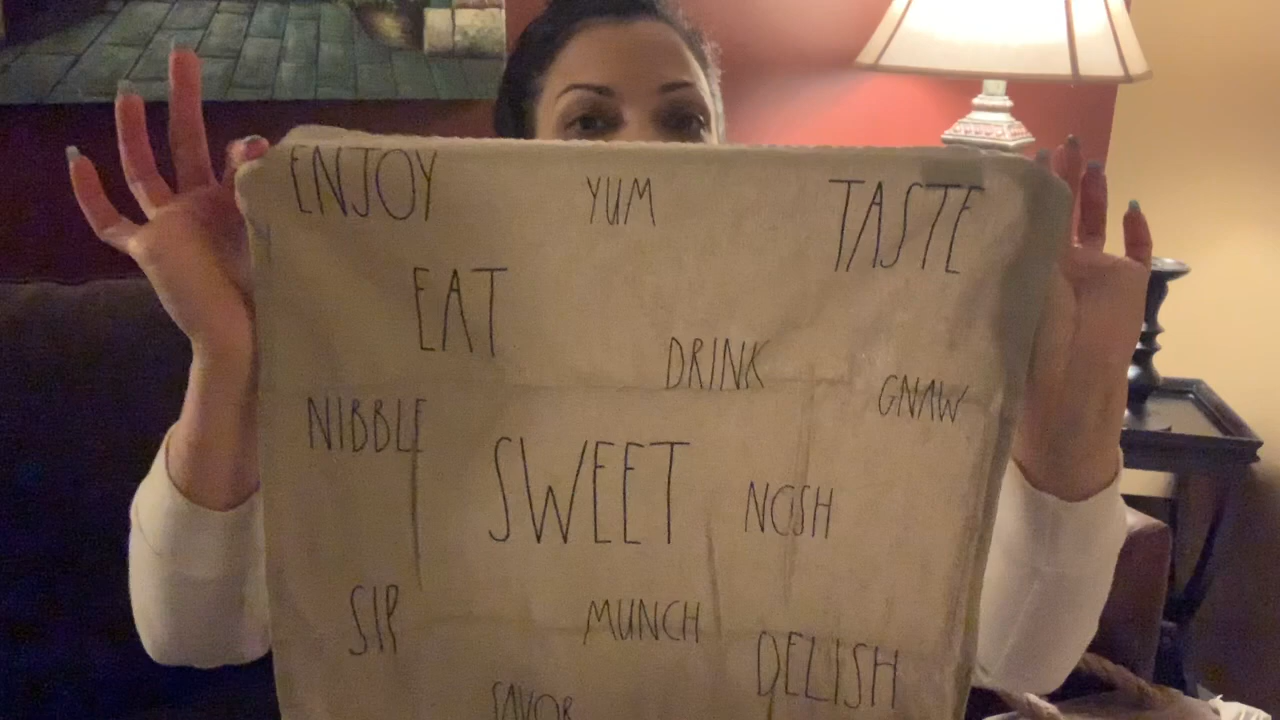 ENJOY YUM TASTE
EAT
DRINK
GNAW
NIBBLE
SWEET
NOSH
SIP
MUNCH
DELISH
SAVOR